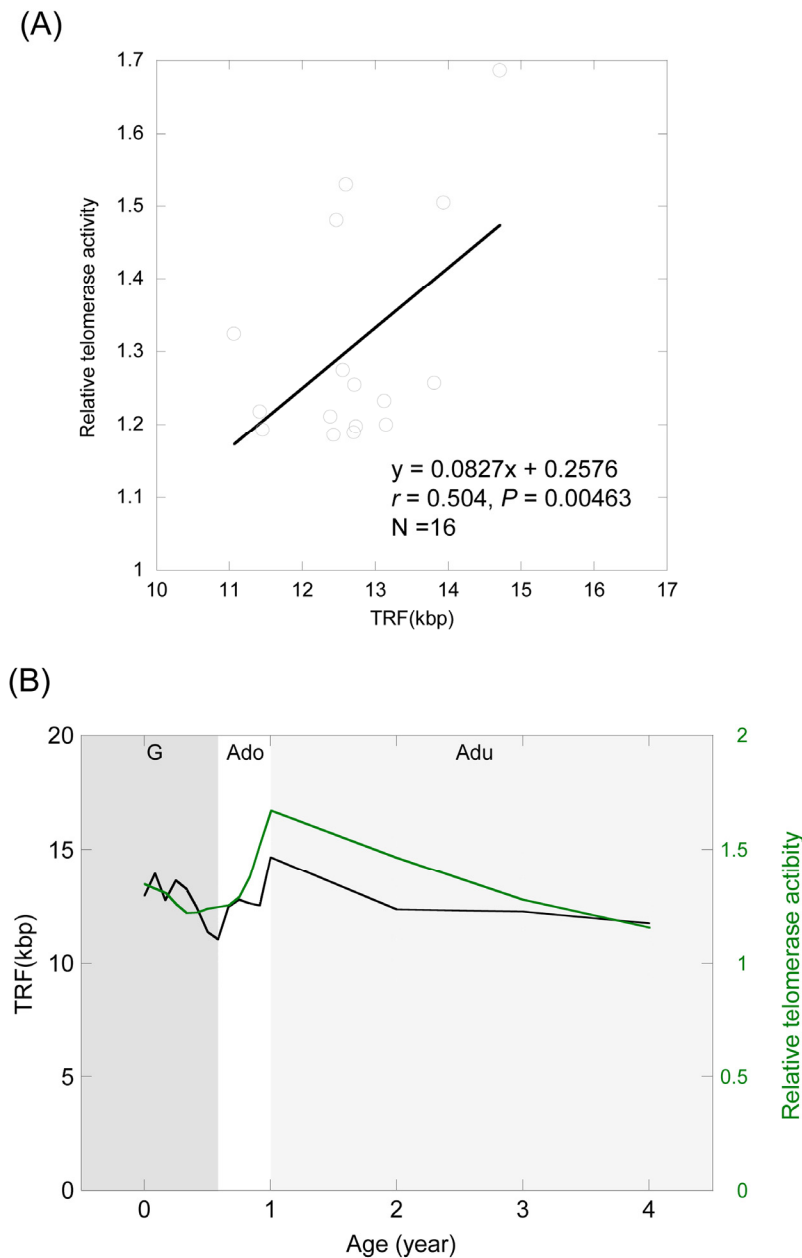 (A)
1.7
1.6
1.5
1.4
1.3
1.2
1.1
1
Relative telomerase activity
y = 0.0827x + 0.2576
r = 0.504, P = 0.00463
N =16
10 11 12 13 14 15 16 17
TRF(kbp)
(B)
G Ado Adu
20
15
10
5
0
TRF(kbp)
2
1.5
1
0.5
0
Relative telomerase actibity
0 1 2 3 4
Age (year)